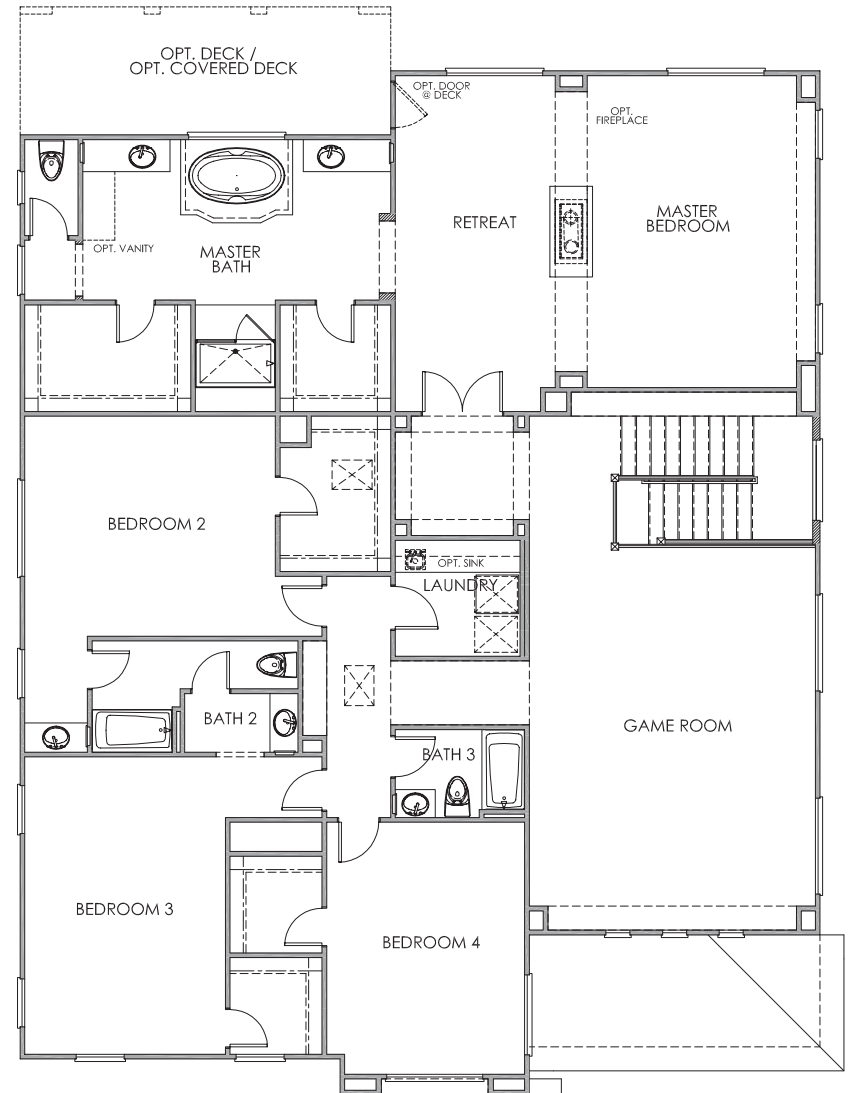 OPT. DECK /
OPT. COVERED DECK
OPT. DOOR
@ DECK
OPT.
FIREPLACE
RETREAT
MASTER
BEDROOM
OPT. VANITY
MASTER
BATH
BEDROOM 2
OPT. SINK
LAUNDRY
BATH 2
GAME ROOM
BATH 3
BEDROOM 3
BEDROOM 4